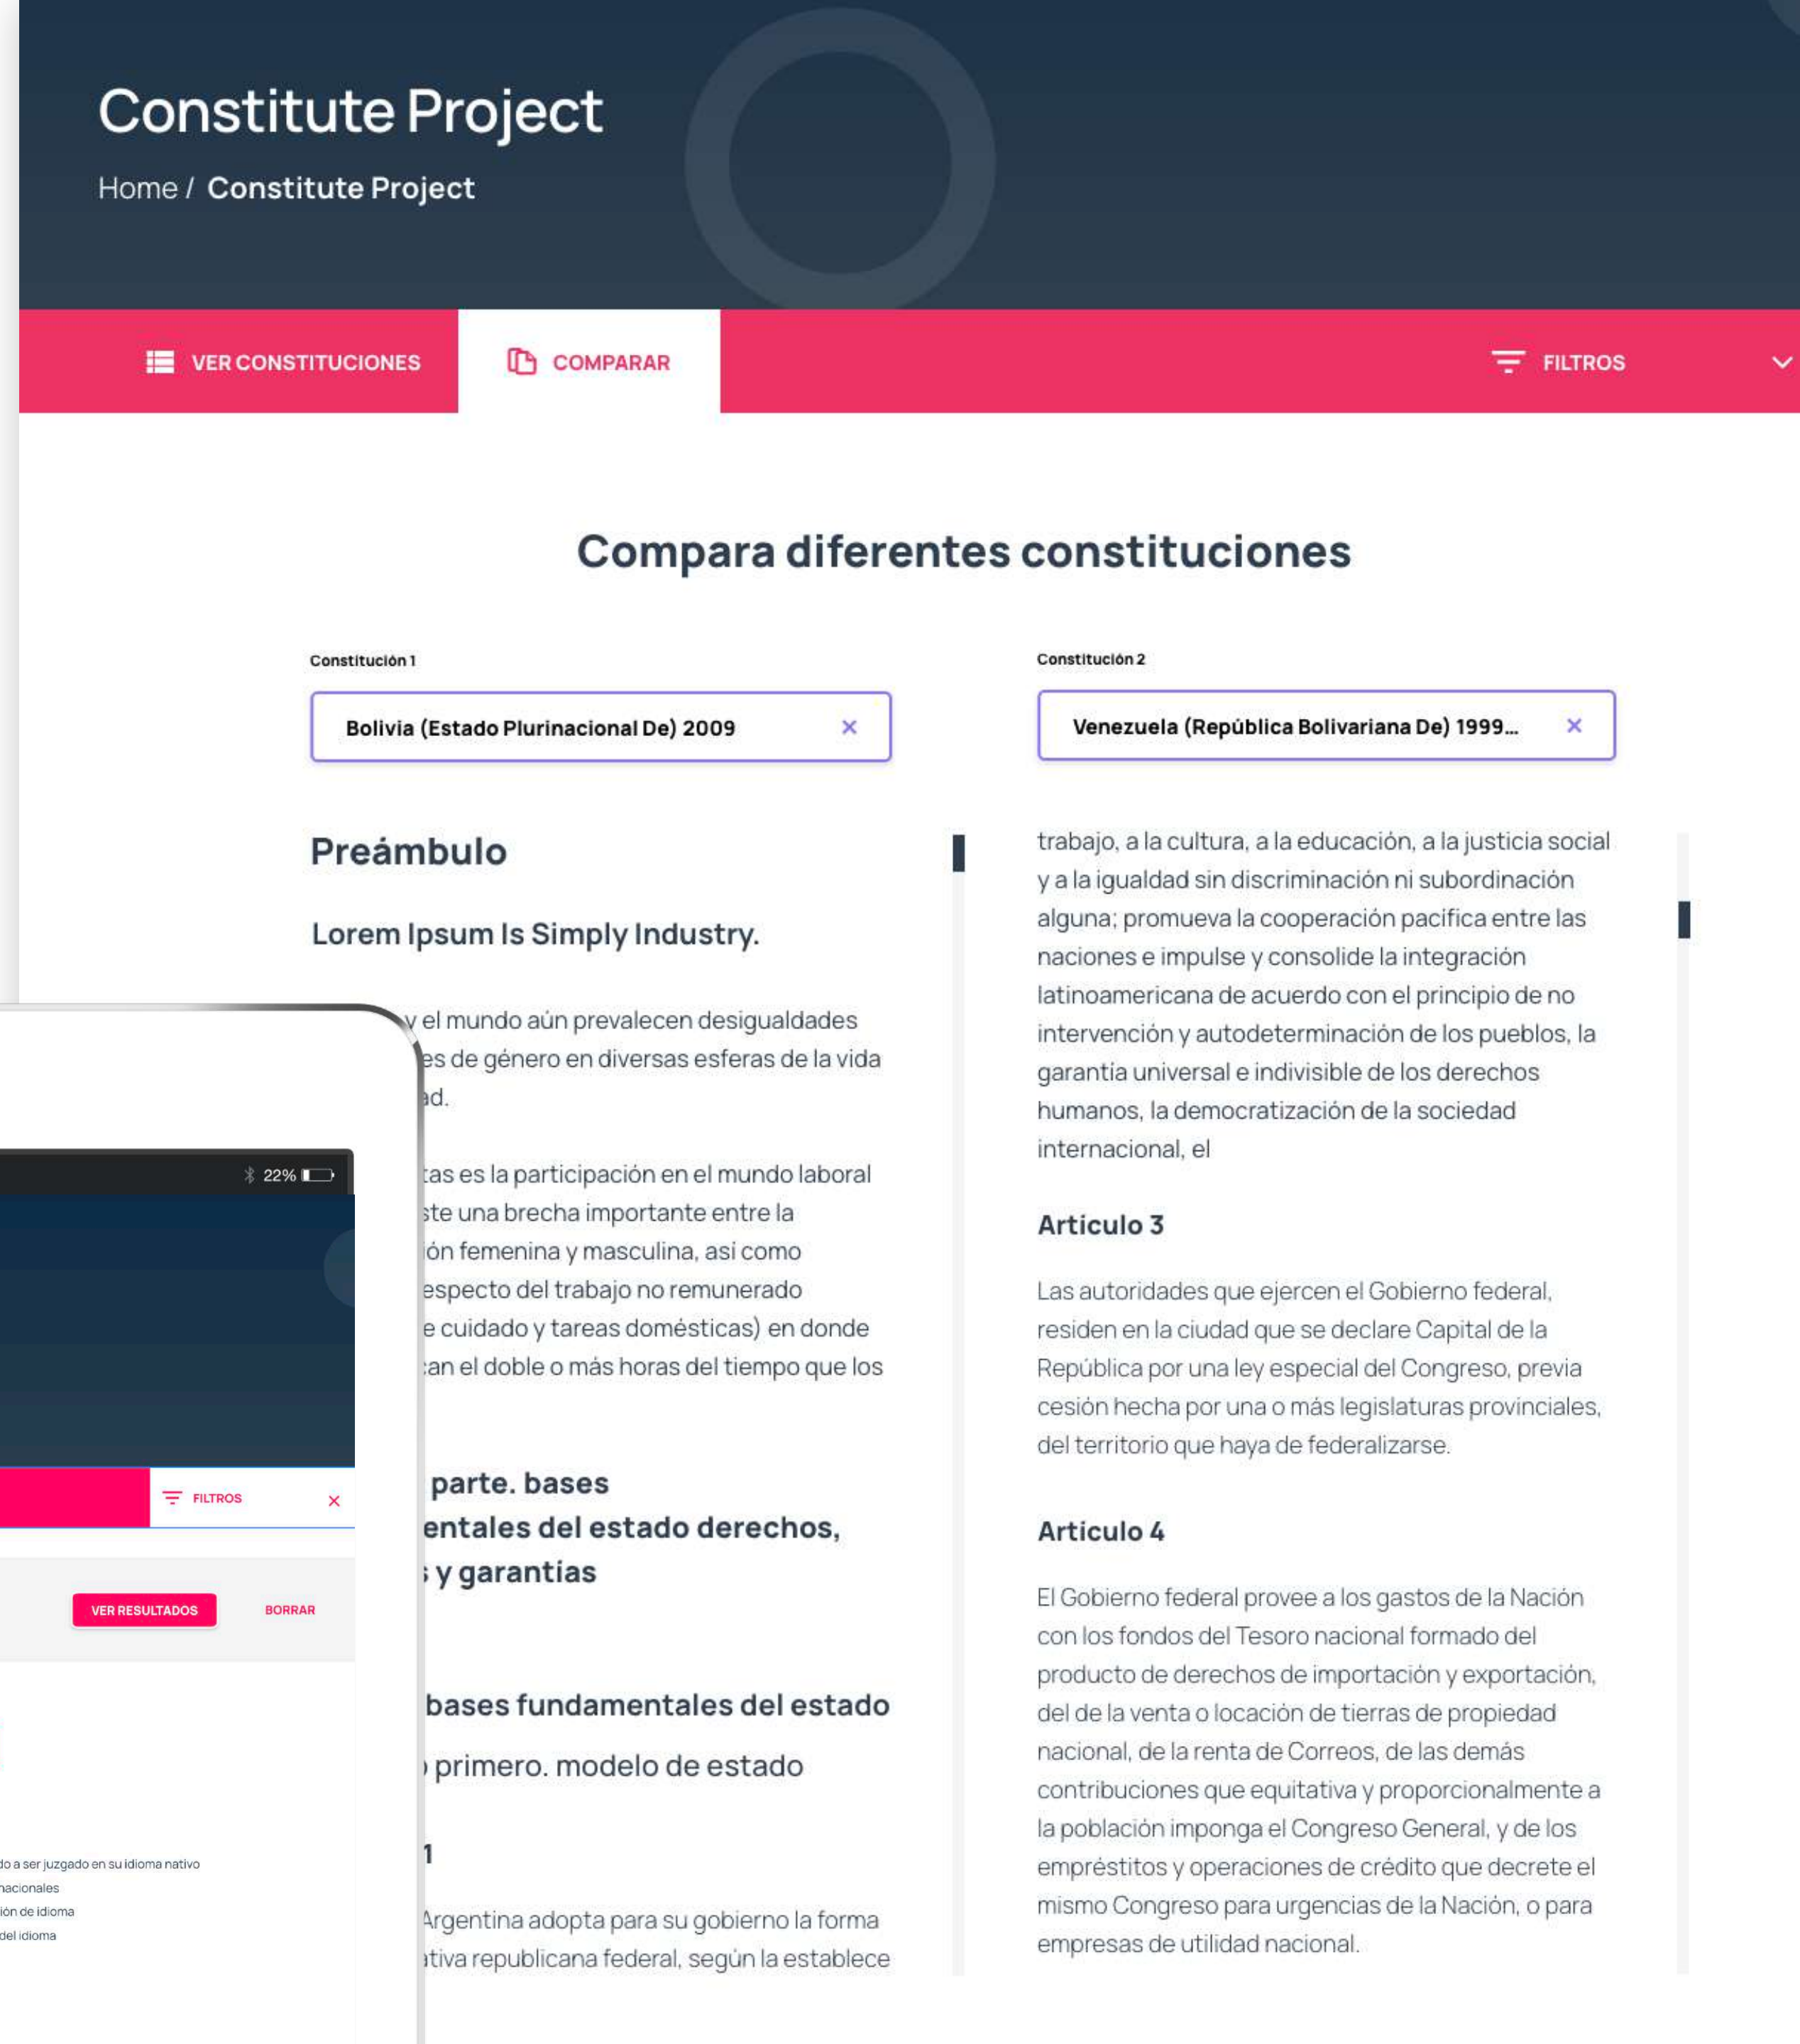 Constitute Project
Home / Constitute Project
VER CONSTITUCIONES
COMPARAR
FILTROS
Compara diferentes constituciones
Constitución 1
Bolivia (Estado Plurinacional De) 2009
Preámbulo
Lorem Ipsum Is Simply Industry.
y el mundo aún prevalecen desigualdades
es de género en diversas esferas de la vida
ad.
tas es la participación en el mundo laboral
ste una brecha importante entre la
ión femenina y masculina, así como
especto del trabajo no remunerado
e cuidado y tareas domésticas) en donde
can el doble o más horas del tiempo que los
parte. bases
entales del estado derechos,
s y garantías
bases fundamentales del estado
primero. modelo de estado
1
Argentina adopta para su gobierno la forma
ativa republicana federal, según la establece
Constitución 2
Venezuela (República Bolivariana De) 1999...
trabajo, a la cultura, a la educación, a la justicia social
y a la igualdad sin discriminación ni subordinación
alguna; promueva la cooperación pacífica entre las
naciones e impulse y consolide la integración
latinoamericana de acuerdo con el principio de no
intervención y autodeterminación de los pueblos, la
garantía universal e indivisible de los derechos
humanos, la democratización de la sociedad
internacional, el
Artículo 3
Las autoridades que ejercen el Gobierno federal,
residen en la ciudad que se declare Capital de la
República por una ley especial del Congreso, previa
cesión hecha por una o más legislaturas provinciales,
del territorio que haya de federalizarse.
Artículo 4
El Gobierno federal provee a los gastos de la Nación
con los fondos del Tesoro nacional formado del
producto de derechos de importación y exportación,
del de la venta o locación de tierras de propiedad
nacional, de la renta de Correos, de las demás
contribuciones que equitativa y proporcionalmente a
la población imponga el Congreso General, y de los
empréstitos y operaciones de crédito que decrete el
mismo Congreso para urgencias de la Nación, o para
empresas de utilidad nacional.
22%
FILTROS
VER RESULTADOS
BORRAR
do a ser juzgado en su idioma nativo
nacionales
ión de idioma
del idioma